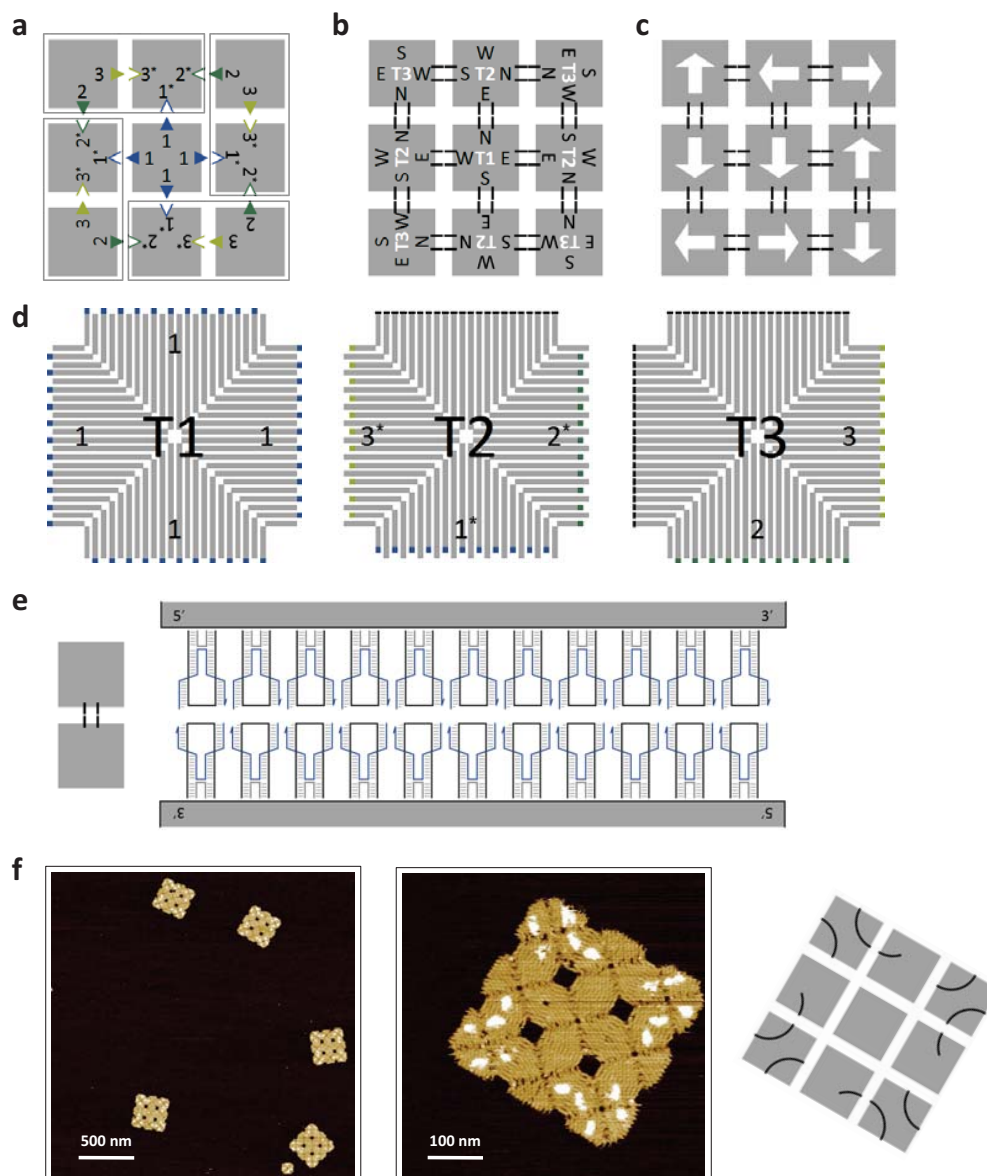 a
3 3* 2* 2
2 1* 3
2* 1 3*
1* 1 1 1*
3* 1 2*
3 1* 2
2 2* 3* 3
b
S W E
E T3 W S T2 N N T3 S
N E W
N N S
W T2 E W T1 E E T2 W
S S N
W E N
S T3 N N T2 S W T3 E
E W S
c
d
1
1 T1 1
1
3* T2 2*
1*
T3 3
2
e
5′ 3′
3′ 5′
f
500 nm
100 nm